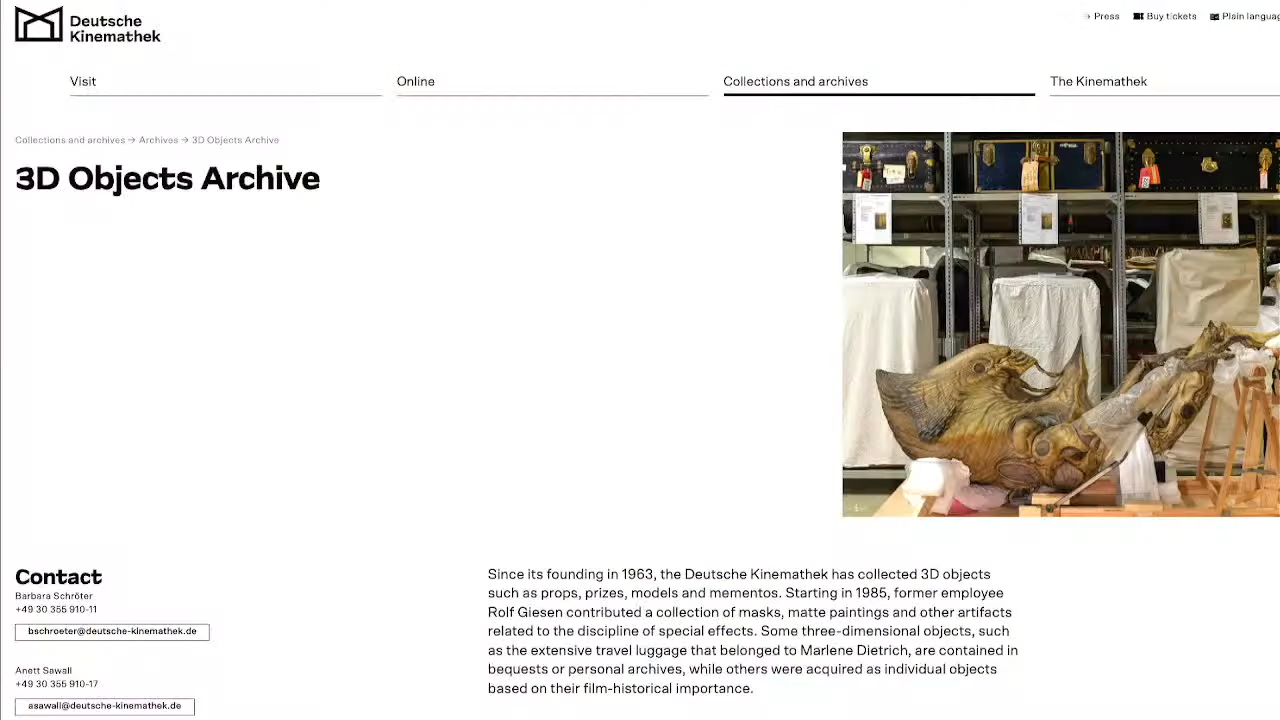 Deutsche
Kinemathek
Press
Buy tickets
Plain languag
Visit
Online
Collections and archives
The Kinemathek
Collections and archives → Archives → 3D Objects Archive
3D Objects Archive
Contact
Barbara Schröter
+49 30 355 910-11
bschroeter@deutsche-kinemathek.de
Anett Sawall
+49 30 355 910-17
asawall@deutsche-kinemathek.de
Since its founding in 1963, the Deutsche Kinemathek has collected 3D objects
such as props, prizes, models and mementos. Starting in 1985, former employee
Rolf Giesen contributed a collection of masks, matte paintings and other artifacts
related to the discipline of special effects. Some three-dimensional objects, such
as the extensive travel luggage that belonged to Marlene Dietrich, are contained in
bequests or personal archives, while others were acquired as individual objects
based on their film-historical importance.